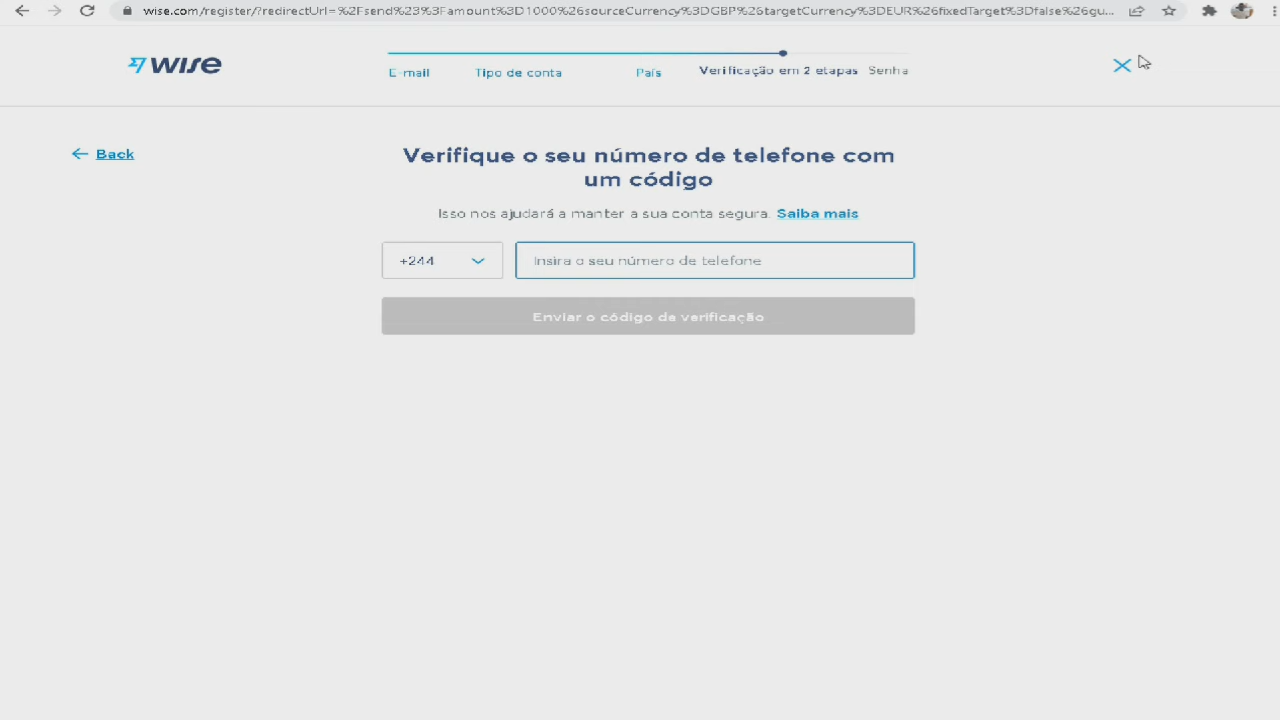 wise.com/register/?redirectUrl=%2Fsend%23%3Famount%3D1000%26sourceCurrency%3DGBP%26targetCurrency%3DEUR%26fixedTarget%3Dfalse%26gu...
WISE
E-mail Tipo de conta País Verificação em 2 etapas Senha
Back
Verifique o seu número de telefone com
um código
Isso nos ajudará a manter a sua conta segura. Saiba mais
+244 Insira o seu número de telefone
Enviar o código de verificação